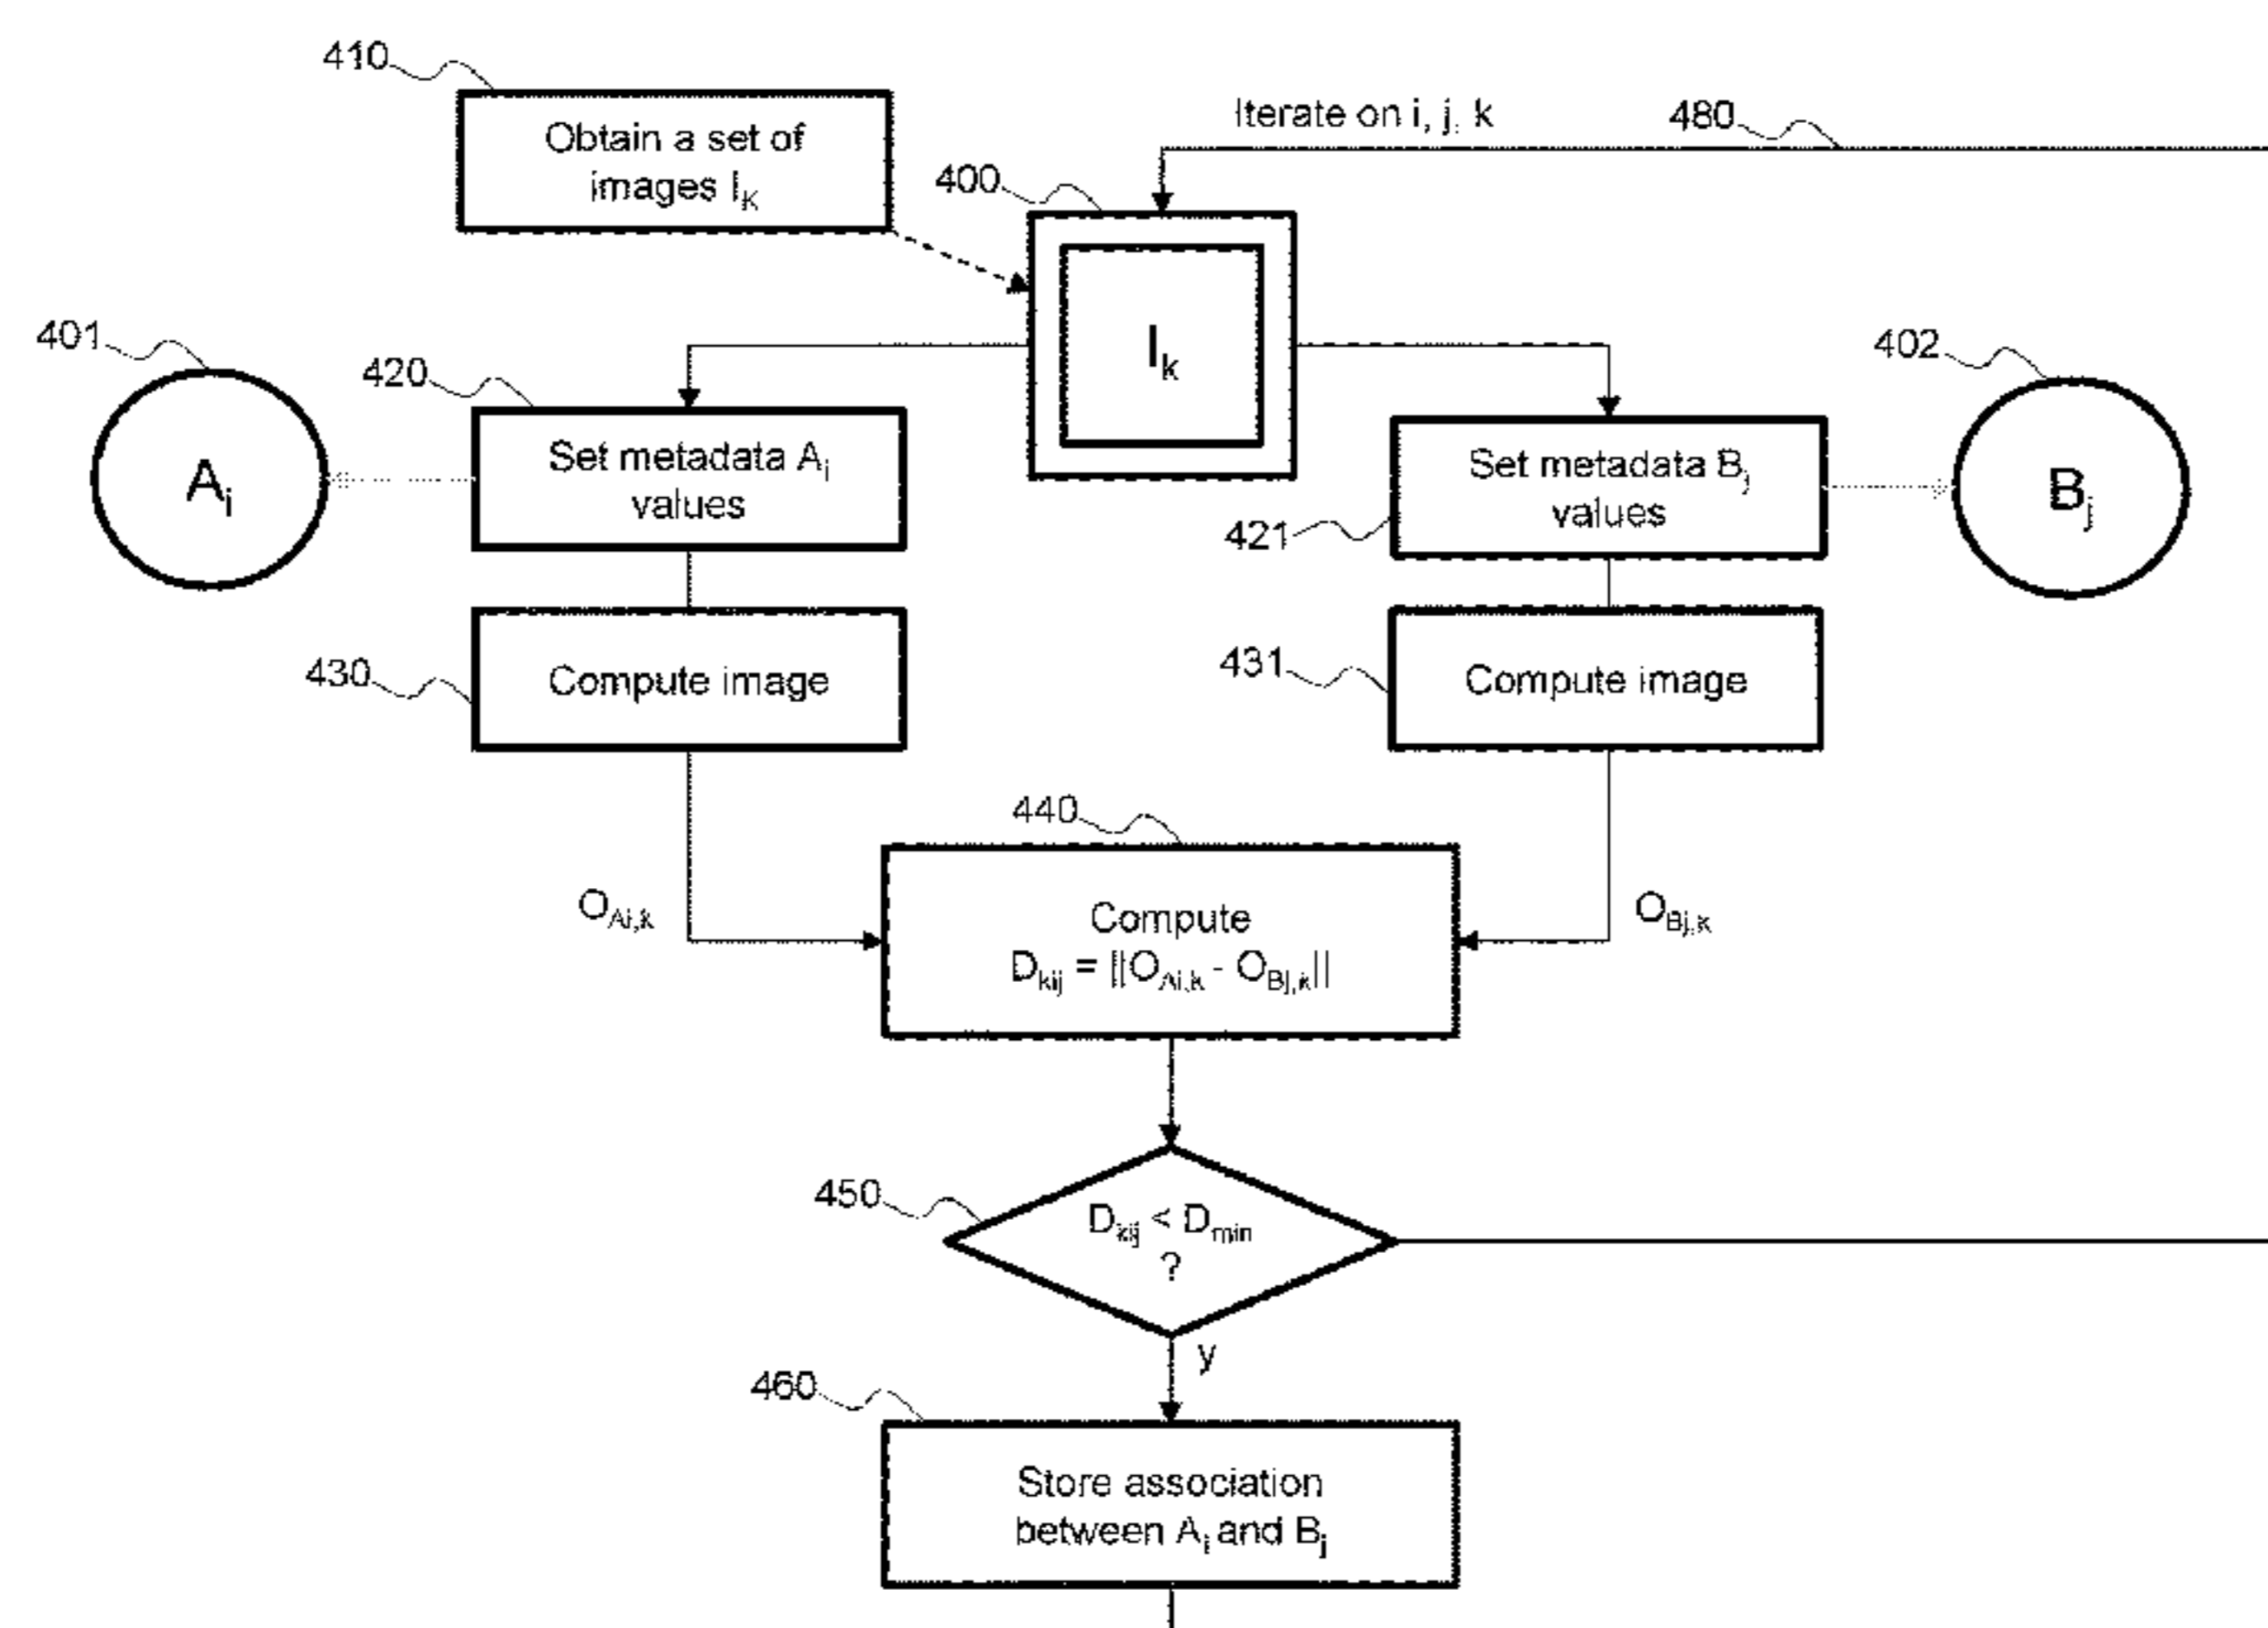 410
Obtain a set of
images I_K
Iterate on i, j, k
480
400
I_k
401
A_i
420
Set metadata A_i
values
402
B_j
Set metadata B_j
values
421
430
Compute image
431
Compute image
440
O_Ai,k
Compute
D_kij = ||O_Ai,k - O_Bj,k||
O_Bj,k
450
D_kij < D_min
?
y
460
Store association
between A_i and B_j